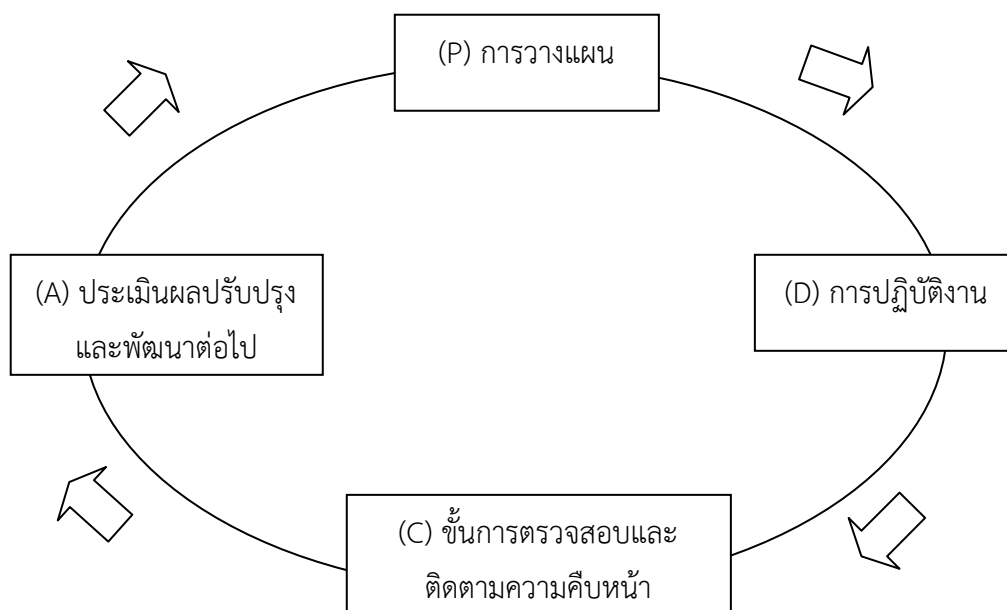 (P) การวางแผน
(D) การปฏิบัติงาน
(C) ขั้นการตรวจสอบและ
ติดตามความคืบหน้า
(A) ประเมินผลปรับปรุง
และพัฒนาต่อไป